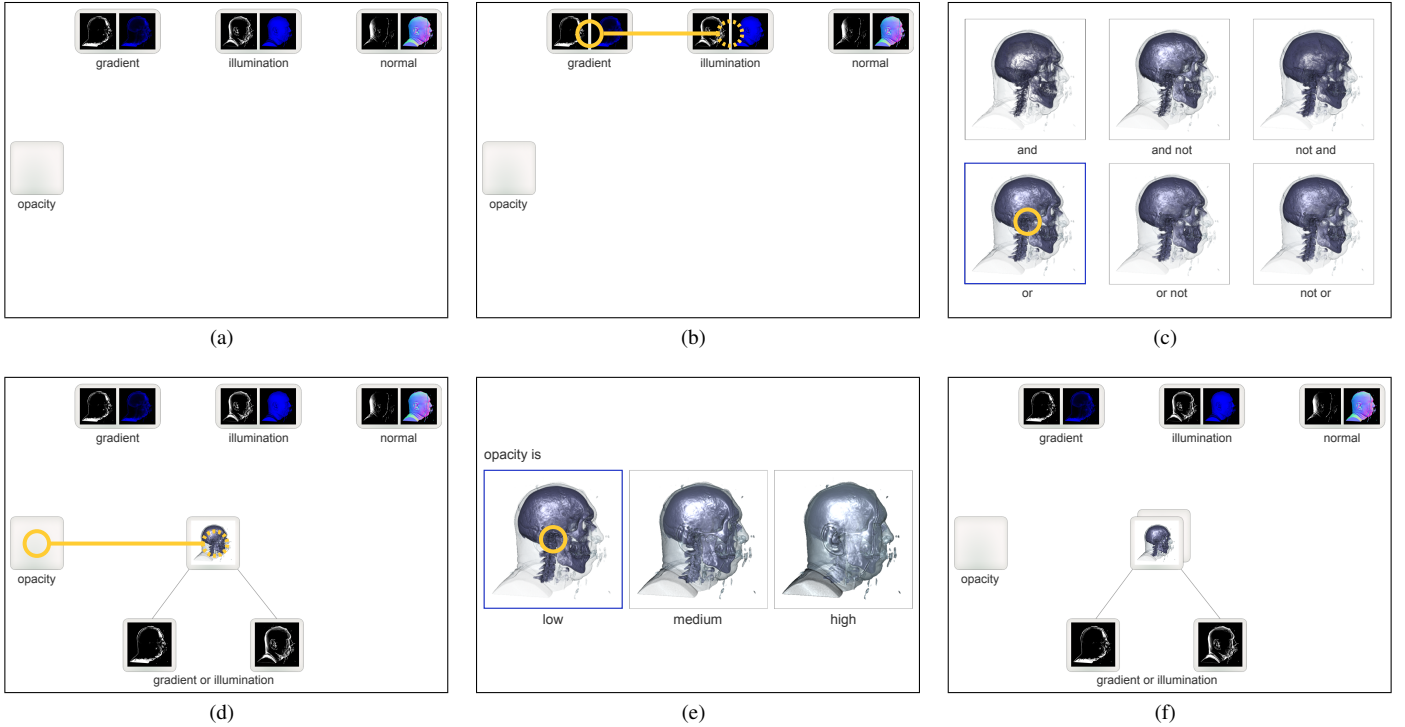 gradient illumination normal
opacity
(a)
gradient illumination normal
opacity
(b)
and and not not and
or or not not or
(c)
gradient illumination normal
opacity
gradient or illumination
(d)
opacity is
low medium high
(e)
gradient illumination normal
opacity
gradient or illumination
(f)